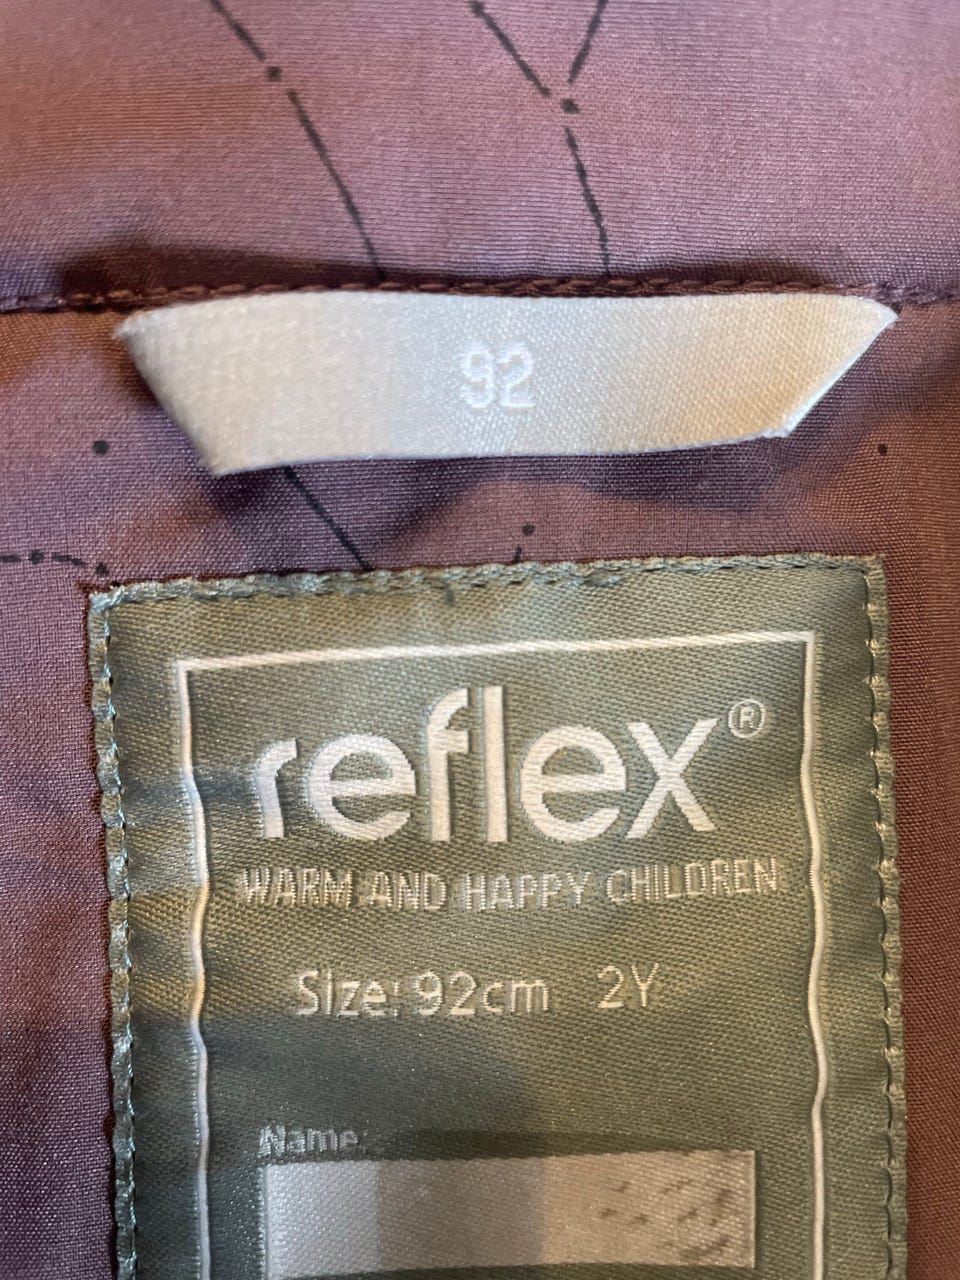 92
reflex®
WARM AND HAPPY CHILDREN
Size: 92cm 2Y
Name: